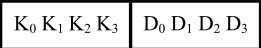 K₀ K₁ K₂ K₃ D₀ D₁ D₂ D₃